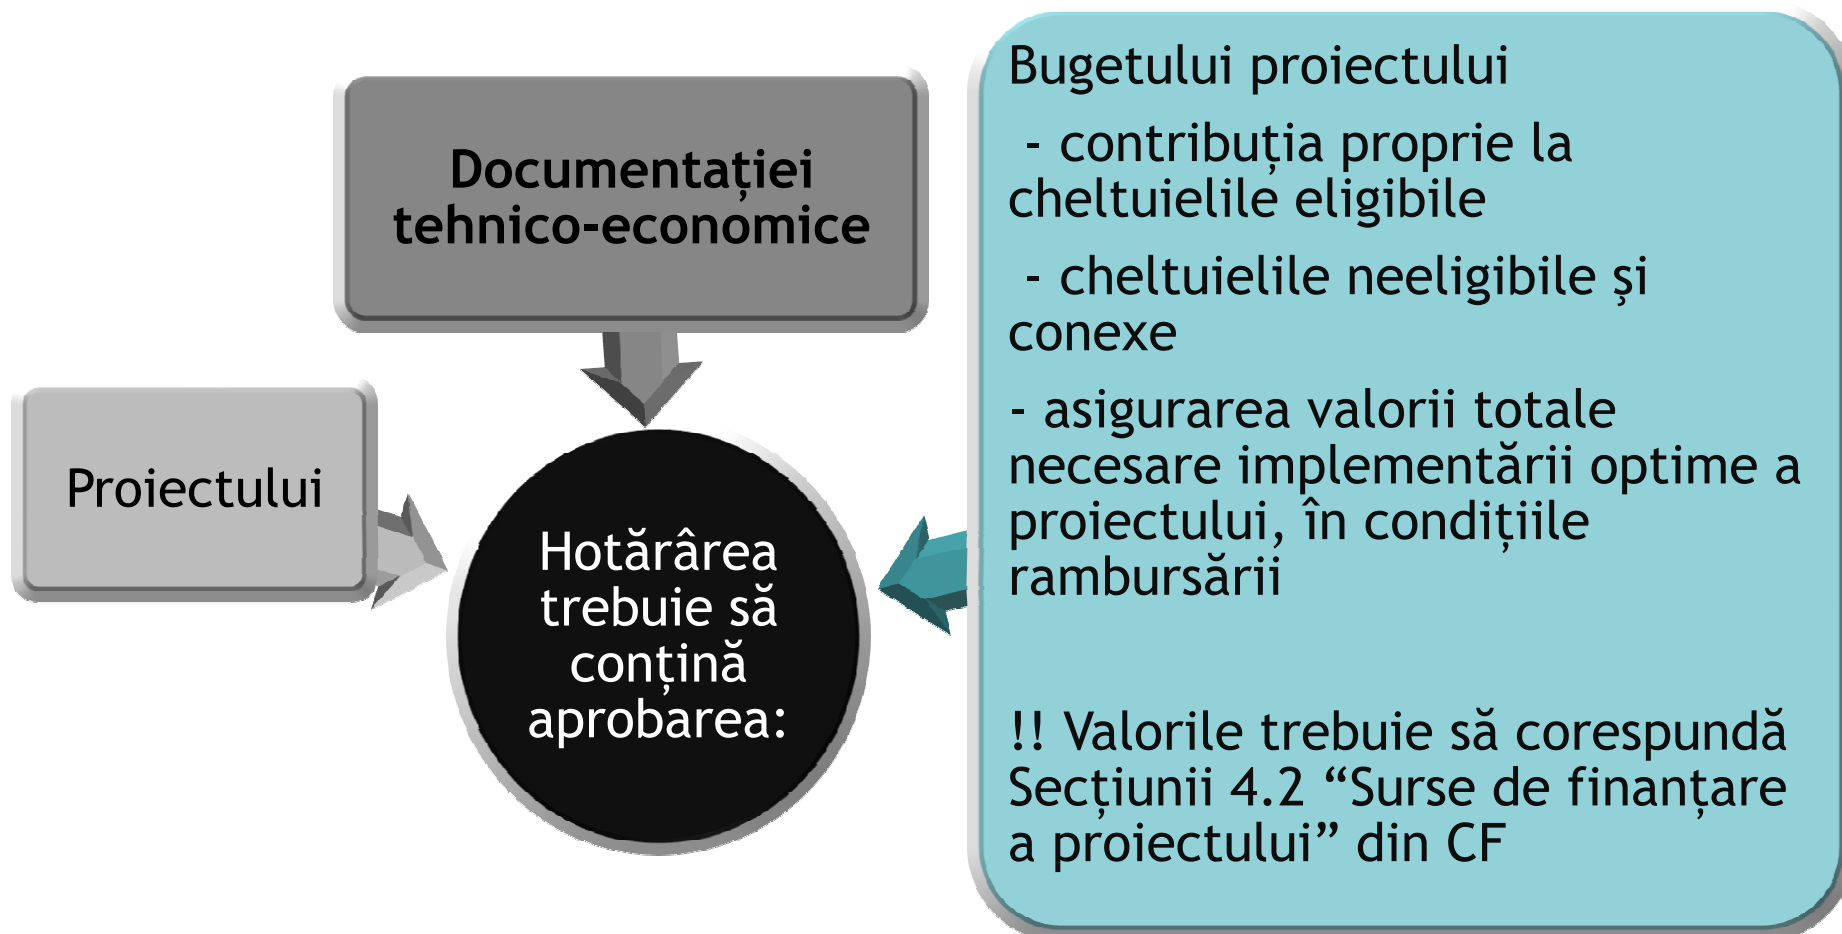 Documentației
tehnico-economice
Proiectului
Hotărârea
trebuie să
conțină
aprobarea:
Bugetului proiectului
- contribuția proprie la
cheltuielile eligibile
- cheltuielile neeligibile și
conexe
- asigurarea valorii totale
necesare implementării optime a
proiectului, în condițiile
rambursării
!! Valorile trebuie să corespundă
Secțiunii 4.2 “Surse de finanțare
a proiectului” din CF